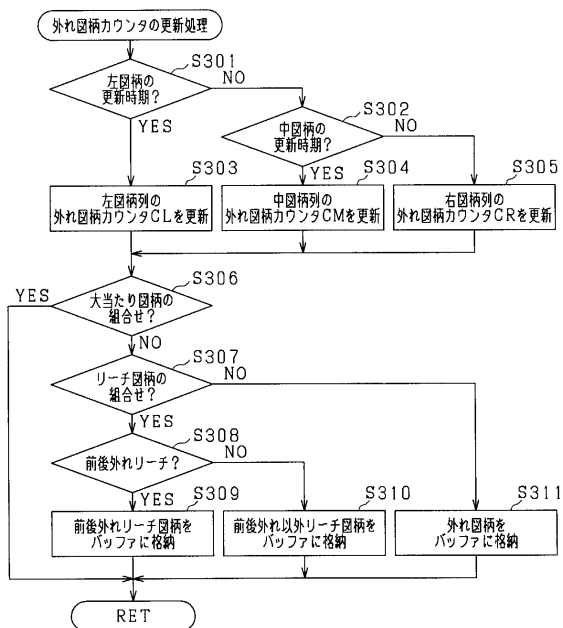 外れ図柄カウンタの更新処理
S301
左図柄の
更新時期?
NO
YES
S302
中図柄の
更新時期?
NO
YES
S303
左図柄列の
外れ図柄カウンタCLを更新
S304
中図柄列の
外れ図柄カウンタCMを更新
S305
右図柄列の
外れ図柄カウンタCRを更新
S306
大当たり図柄の
組合せ?
YES
NO
S307
リーチ図柄の
組合せ?
NO
YES
S308
前後外れリーチ?
NO
YES
S309
前後外れリーチ図柄を
バッファに格納
S310
前後外れ以外リーチ図柄を
バッファに格納
S311
外れ図柄を
バッファに格納
RET